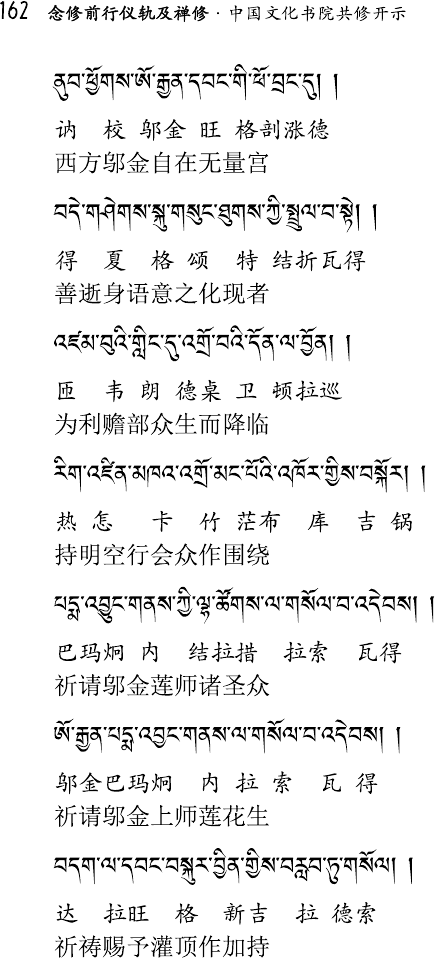 162 念修前行仪轨及禅修 · 中国文化书院共修开示
ནུབ་ཕྱོགས་ཨོ་རྒྱན་དབང་གི་ཕོ་བྲང་དུ། །
讷 校 邬金 旺 格剖涨德
西方邬金自在无量宫
བདེ་གཤེགས་སྐུ་གསུང་ཐུགས་ཀྱི་སྤྲུལ་བ་སྟེ། །
得 夏 格 颂 特 结折瓦得
善逝身语意之化现者
འཛམ་བུའི་གླིང་དུ་འགྲོ་བའི་དོན་ལ་བྱོན། །
匝 韦 朗 德桌 卫 顿拉巡
为利赡部众生而降临
རིག་འཛིན་མཁའ་འགྲོ་མང་པོའི་འཁོར་གྱིས་བསྐོར། །
热 怎 卡 竹 茫布 库 吉 锅
持明空行会众作围绕
པདྨ་འབྱུང་གནས་ཀྱི་ལྷ་ཚོགས་ལ་གསོལ་བ་འདེབས། །
巴玛炯 内 结拉措 拉索 瓦得
祈请邬金莲师诸圣众
ཨོ་རྒྱན་པདྨ་འབྱུང་གནས་ལ་གསོལ་བ་འདེབས། །
邬金巴玛炯 内 拉 索 瓦 得
祈请邬金上师莲花生
བདག་ལ་དབང་བསྐུར་བྱིན་གྱིས་བརླབ་ཏུ་གསོལ། །
达 拉旺 格 新吉 拉 德索
祈祷赐予灌顶作加持